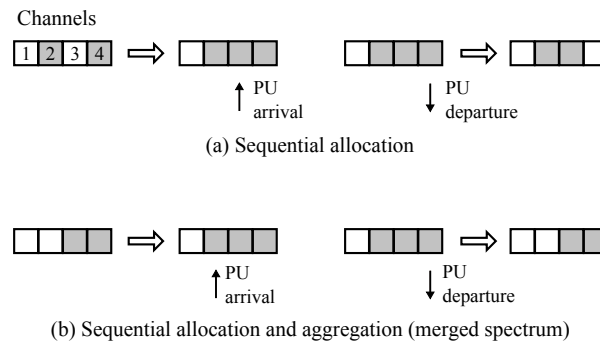 Channels
1 2 3 4
PU
arrival
PU
departure
(a) Sequential allocation
PU
arrival
PU
departure
(b) Sequential allocation and aggregation (merged spectrum)